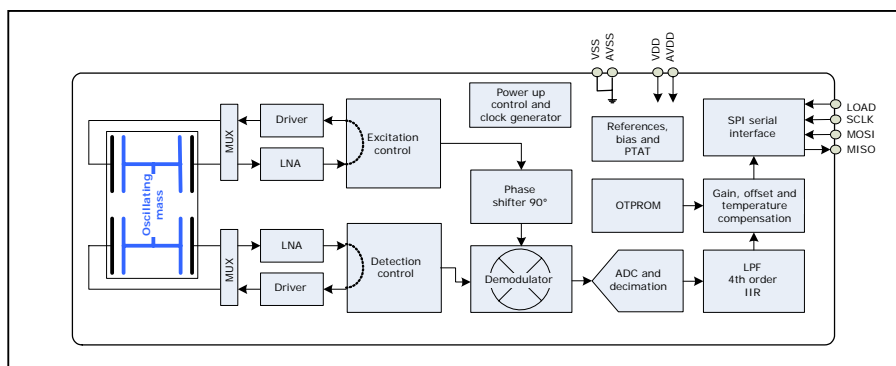 VSS
AVSS
VDD
AVDD
Power up
control and
clock generator
References,
bias and
PTAT
SPI serial
interface
LOAD
SCLK
MOSI
MISO
MUX
Driver
LNA
Excitation
control
Oscillating
mass
Phase
shifter 90°
OTPROM
Gain, offset and
temperature
compensation
MUX
LNA
Driver
Detection
control
Demodulator
ADC and
decimation
LPF
4th order
IIR